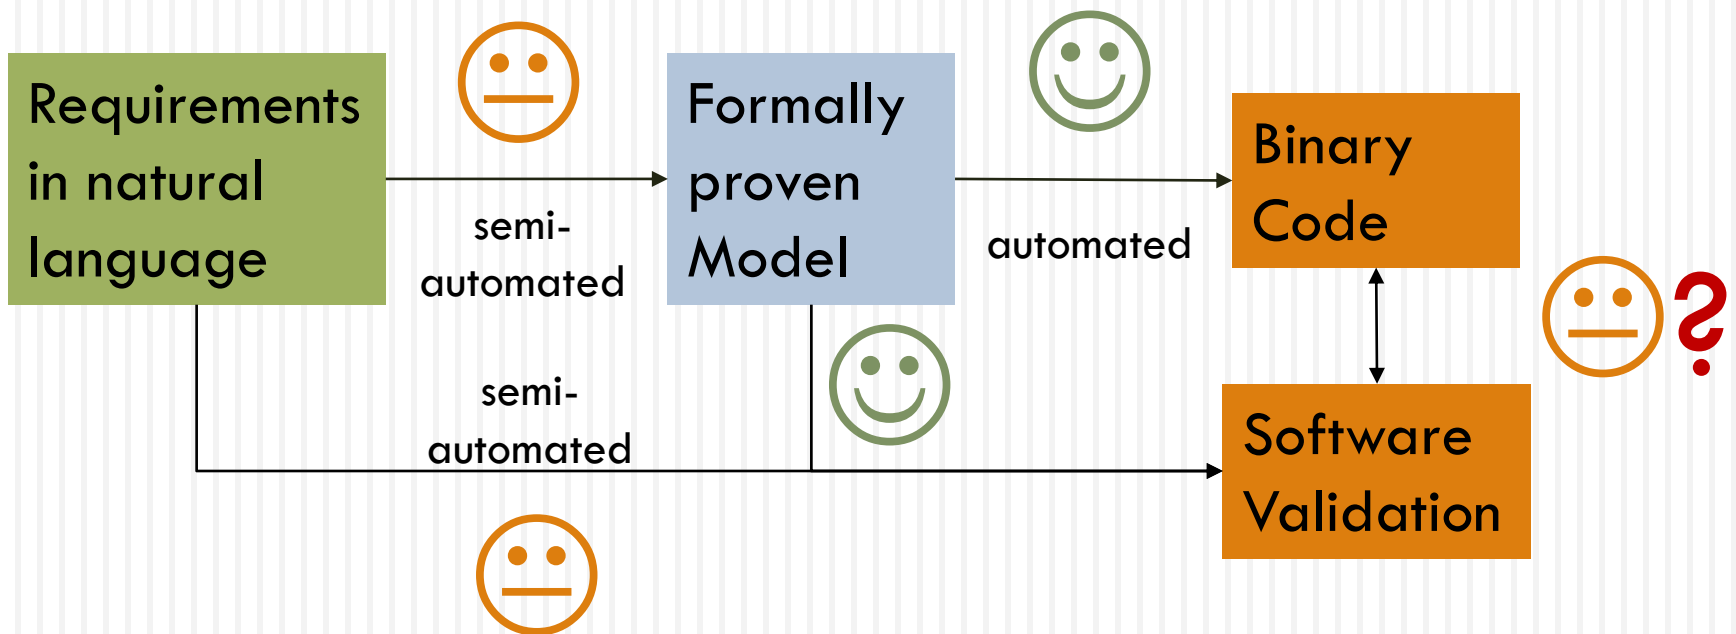 Requirements
in natural
language
semi-
automated
Formally
proven
Model
automated
Binary
Code
?
semi-
automated
Software
Validation